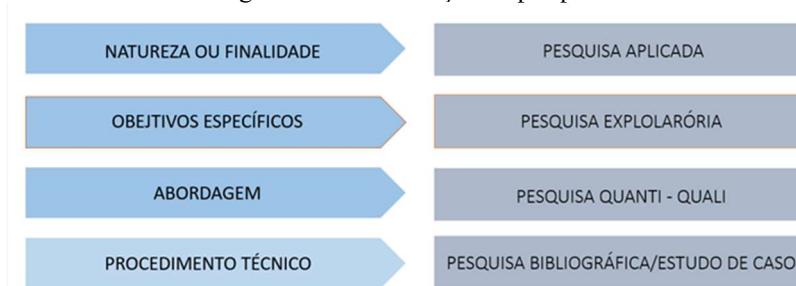 NATUREZA OU FINALIDADE
PESQUISA APLICADA
OBEJTIVOS ESPECÍFICOS
PESQUISA EXPLOLARÓRIA
ABORDAGEM
PESQUISA QUANTI - QUALI
PROCEDIMENTO TÉCNICO
PESQUISA BIBLIOGRÁFICA/ESTUDO DE CASO